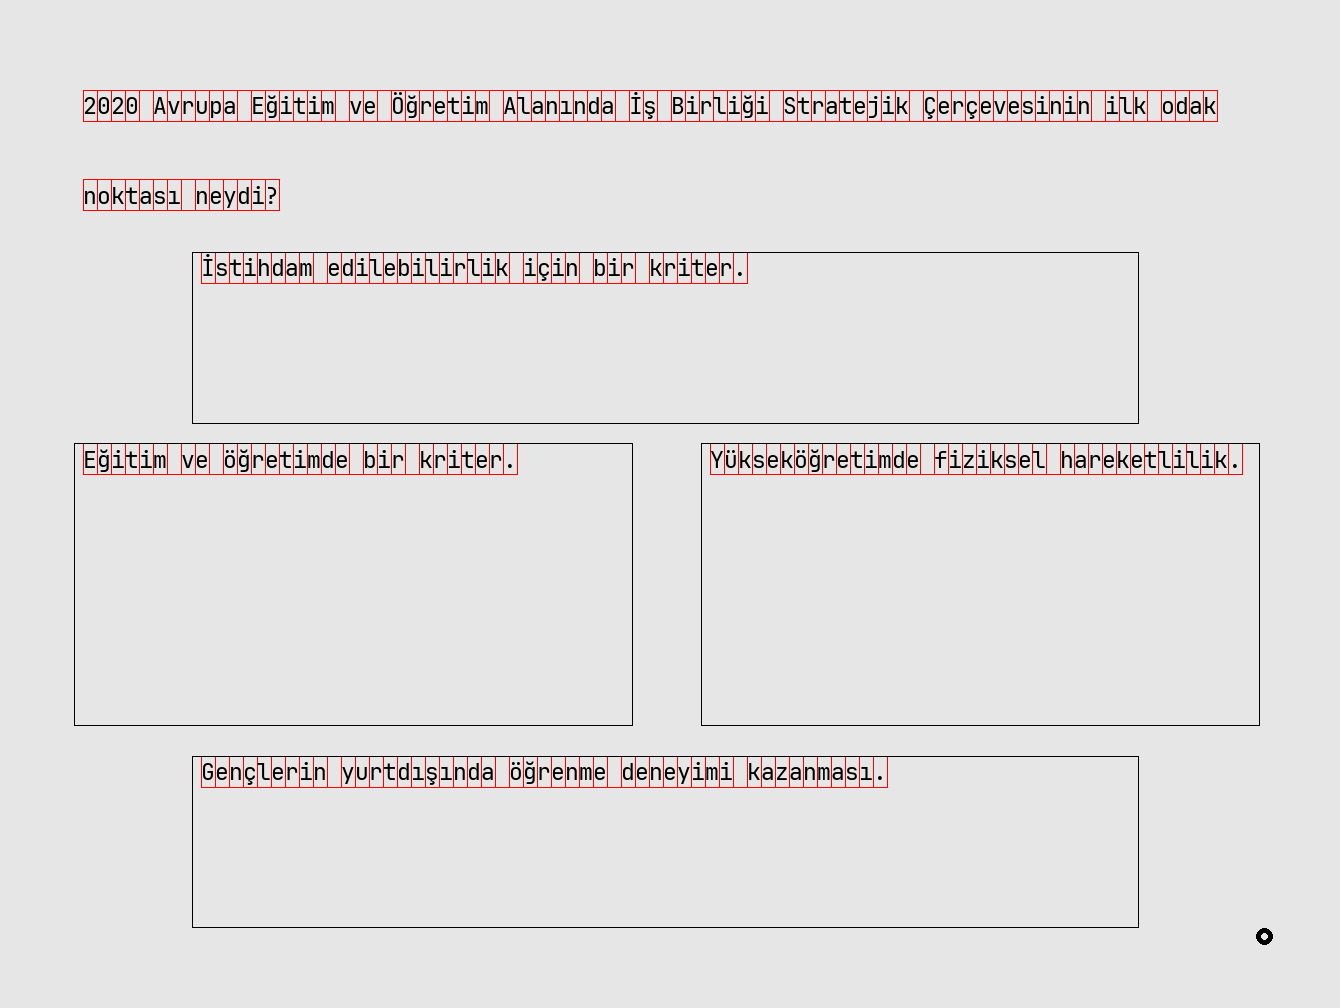 2020 Avrupa Eğitim ve Öğretim Alanında İş Birliği Stratejik Çerçevesinin ilk odak
noktası neydi?
İstihdam edilebilirlik için bir kriter.
Eğitim ve öğretimde bir kriter.
Yükseköğretimde fiziksel hareketlilik.
Gençlerin yurtdışında öğrenme deneyimi kazanması.